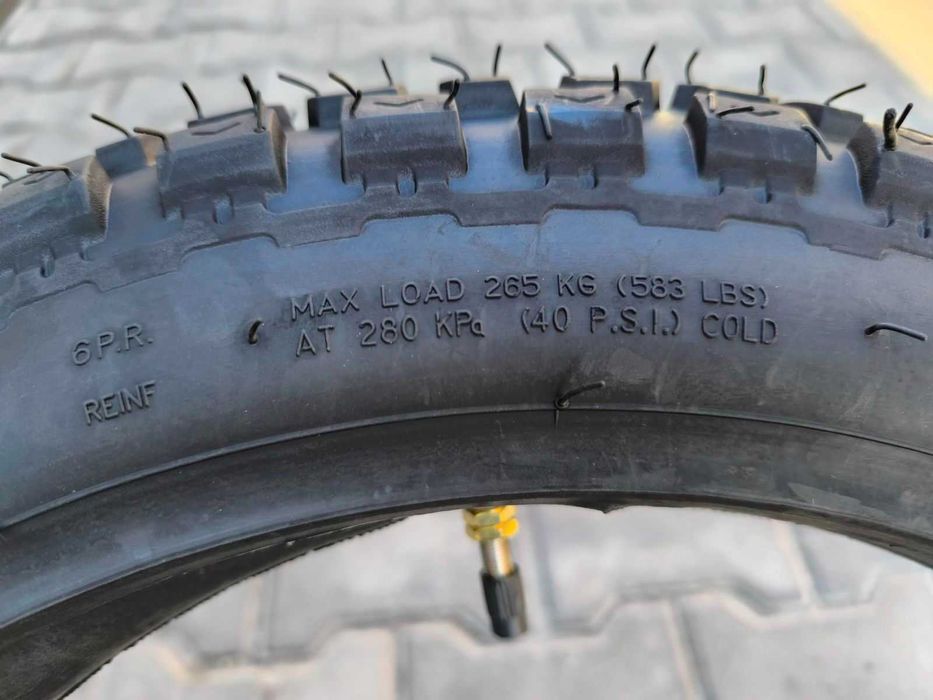 6P.R.
REINF
MAX LOAD 265 KG (583 LBS)
AT 280 KPa (40 P.S.I.) COLD